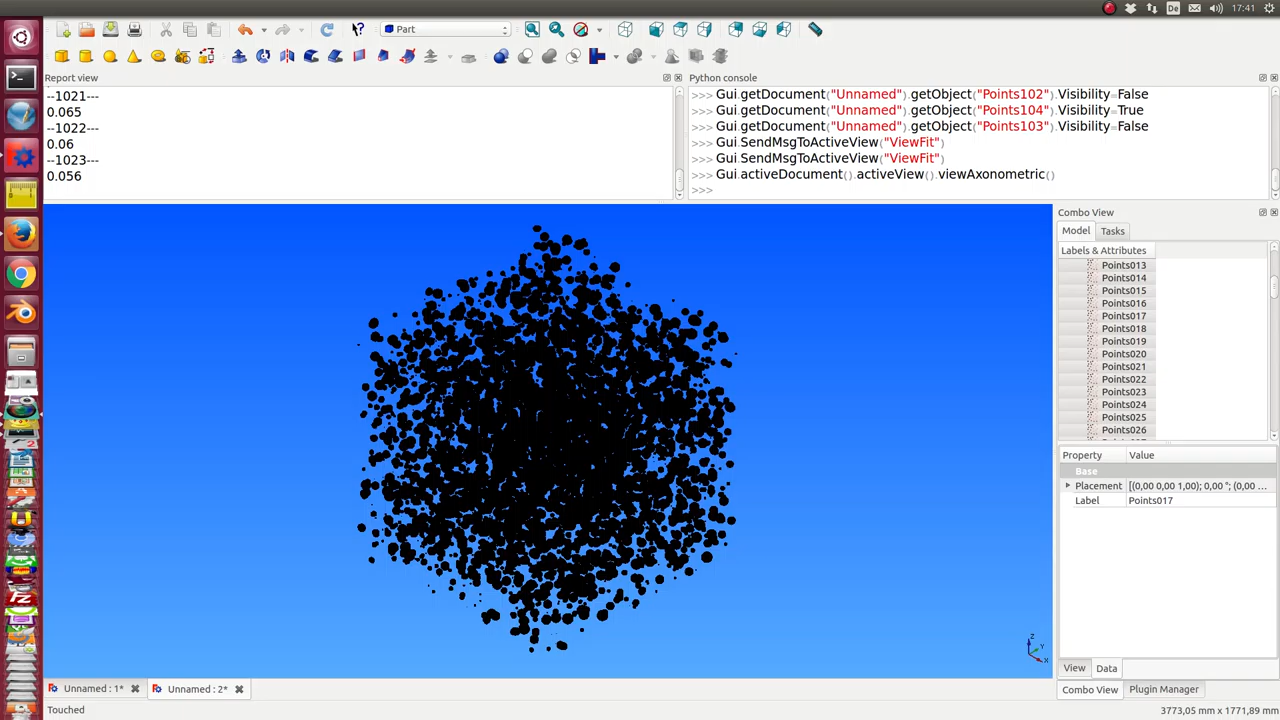 De
17:41
Part
Report view
--1021---
0.065
--1022---
0.06
--1023---
0.056
Python console
>>> Gui.getDocument("Unnamed").getObject("Points102").Visibility=False
>>> Gui.getDocument("Unnamed").getObject("Points104").Visibility=True
>>> Gui.getDocument("Unnamed").getObject("Points103").Visibility=False
>>> Gui.SendMsgToActiveView("ViewFit")
>>> Gui.SendMsgToActiveView("ViewFit")
>>> Gui.activeDocument().activeView().viewAxonometric()
>>>
Combo View
Model Tasks
Labels & Attributes
Points013
Points014
Points015
Points016
Points017
Points018
Points019
Points020
Points021
Points022
Points023
Points024
Points025
Points026
Property Value
Base
Placement [(0,00 0,00 1,00); 0,00 °; (0,00 ...
Label Points017
Z
Y
X
View Data
Unnamed : 1*
Unnamed : 2*
Combo View Plugin Manager
Touched
3773,05 mm x 1771,89 mm